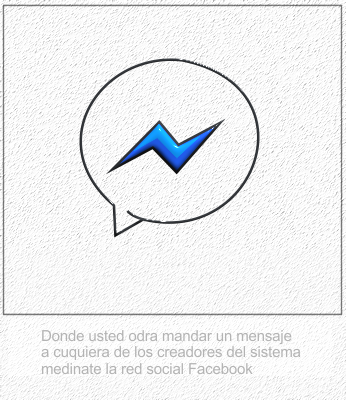 Donde usted odra mandar un mensaje
a cuquiera de los creadores del sistema
medinate la red social Facebook